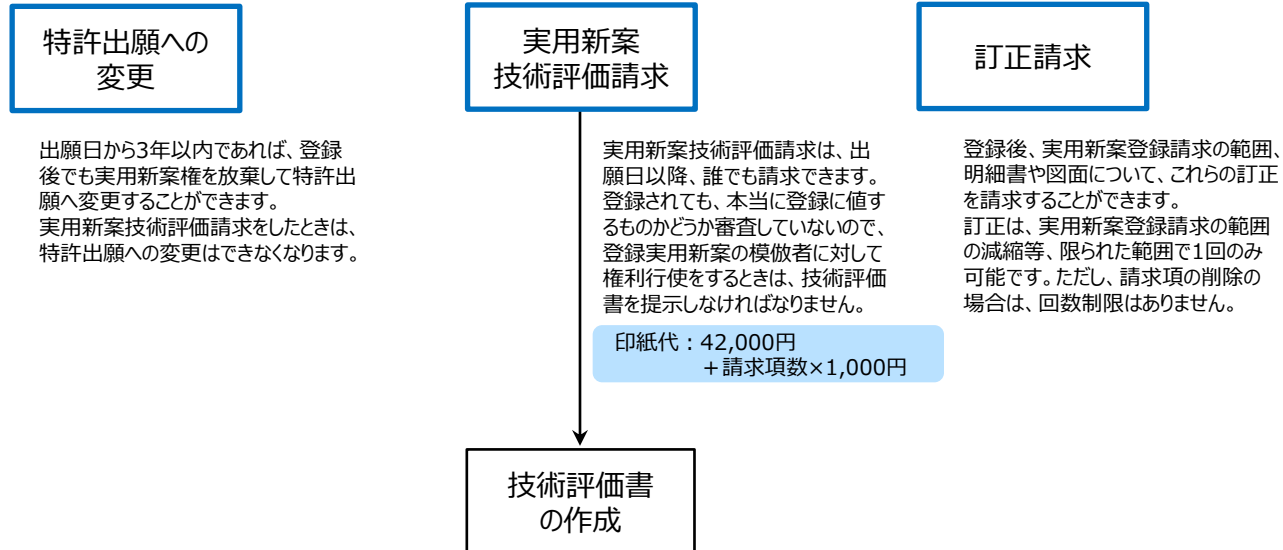 特許出願への
変更
出願日から3年以内であれば、登録
後でも実用新案権を放棄して特許出
願へ変更することができます。
実用新案技術評価請求をしたときは、
特許出願への変更はできなくなります。
実用新案
技術評価請求
実用新案技術評価請求は、出
願日以降、誰でも請求できます。
登録されても、本当に登録に値す
るものかどうか審査していないので、
登録実用新案の模倣者に対して
権利行使をするときは、技術評価
書を提示しなければなりません。
印紙代：42,000円
＋請求項数×1,000円
技術評価書
の作成
訂正請求
登録後、実用新案登録請求の範囲、
明細書や図面について、これらの訂正
を請求することができます。
訂正は、実用新案登録請求の範囲
の減縮等、限られた範囲で1回のみ
可能です。ただし、請求項の削除の
場合は、回数制限はありません。